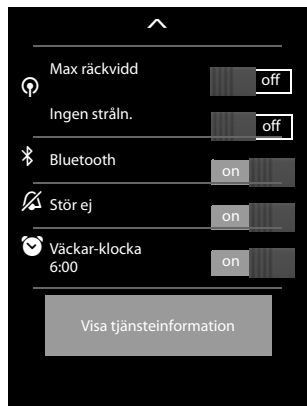 Max räckvidd
off
Ingen stråln.
off
Bluetooth
on
Stör ej
on
Väckar-klocka
6:00
on
Visa tjänsteinformation